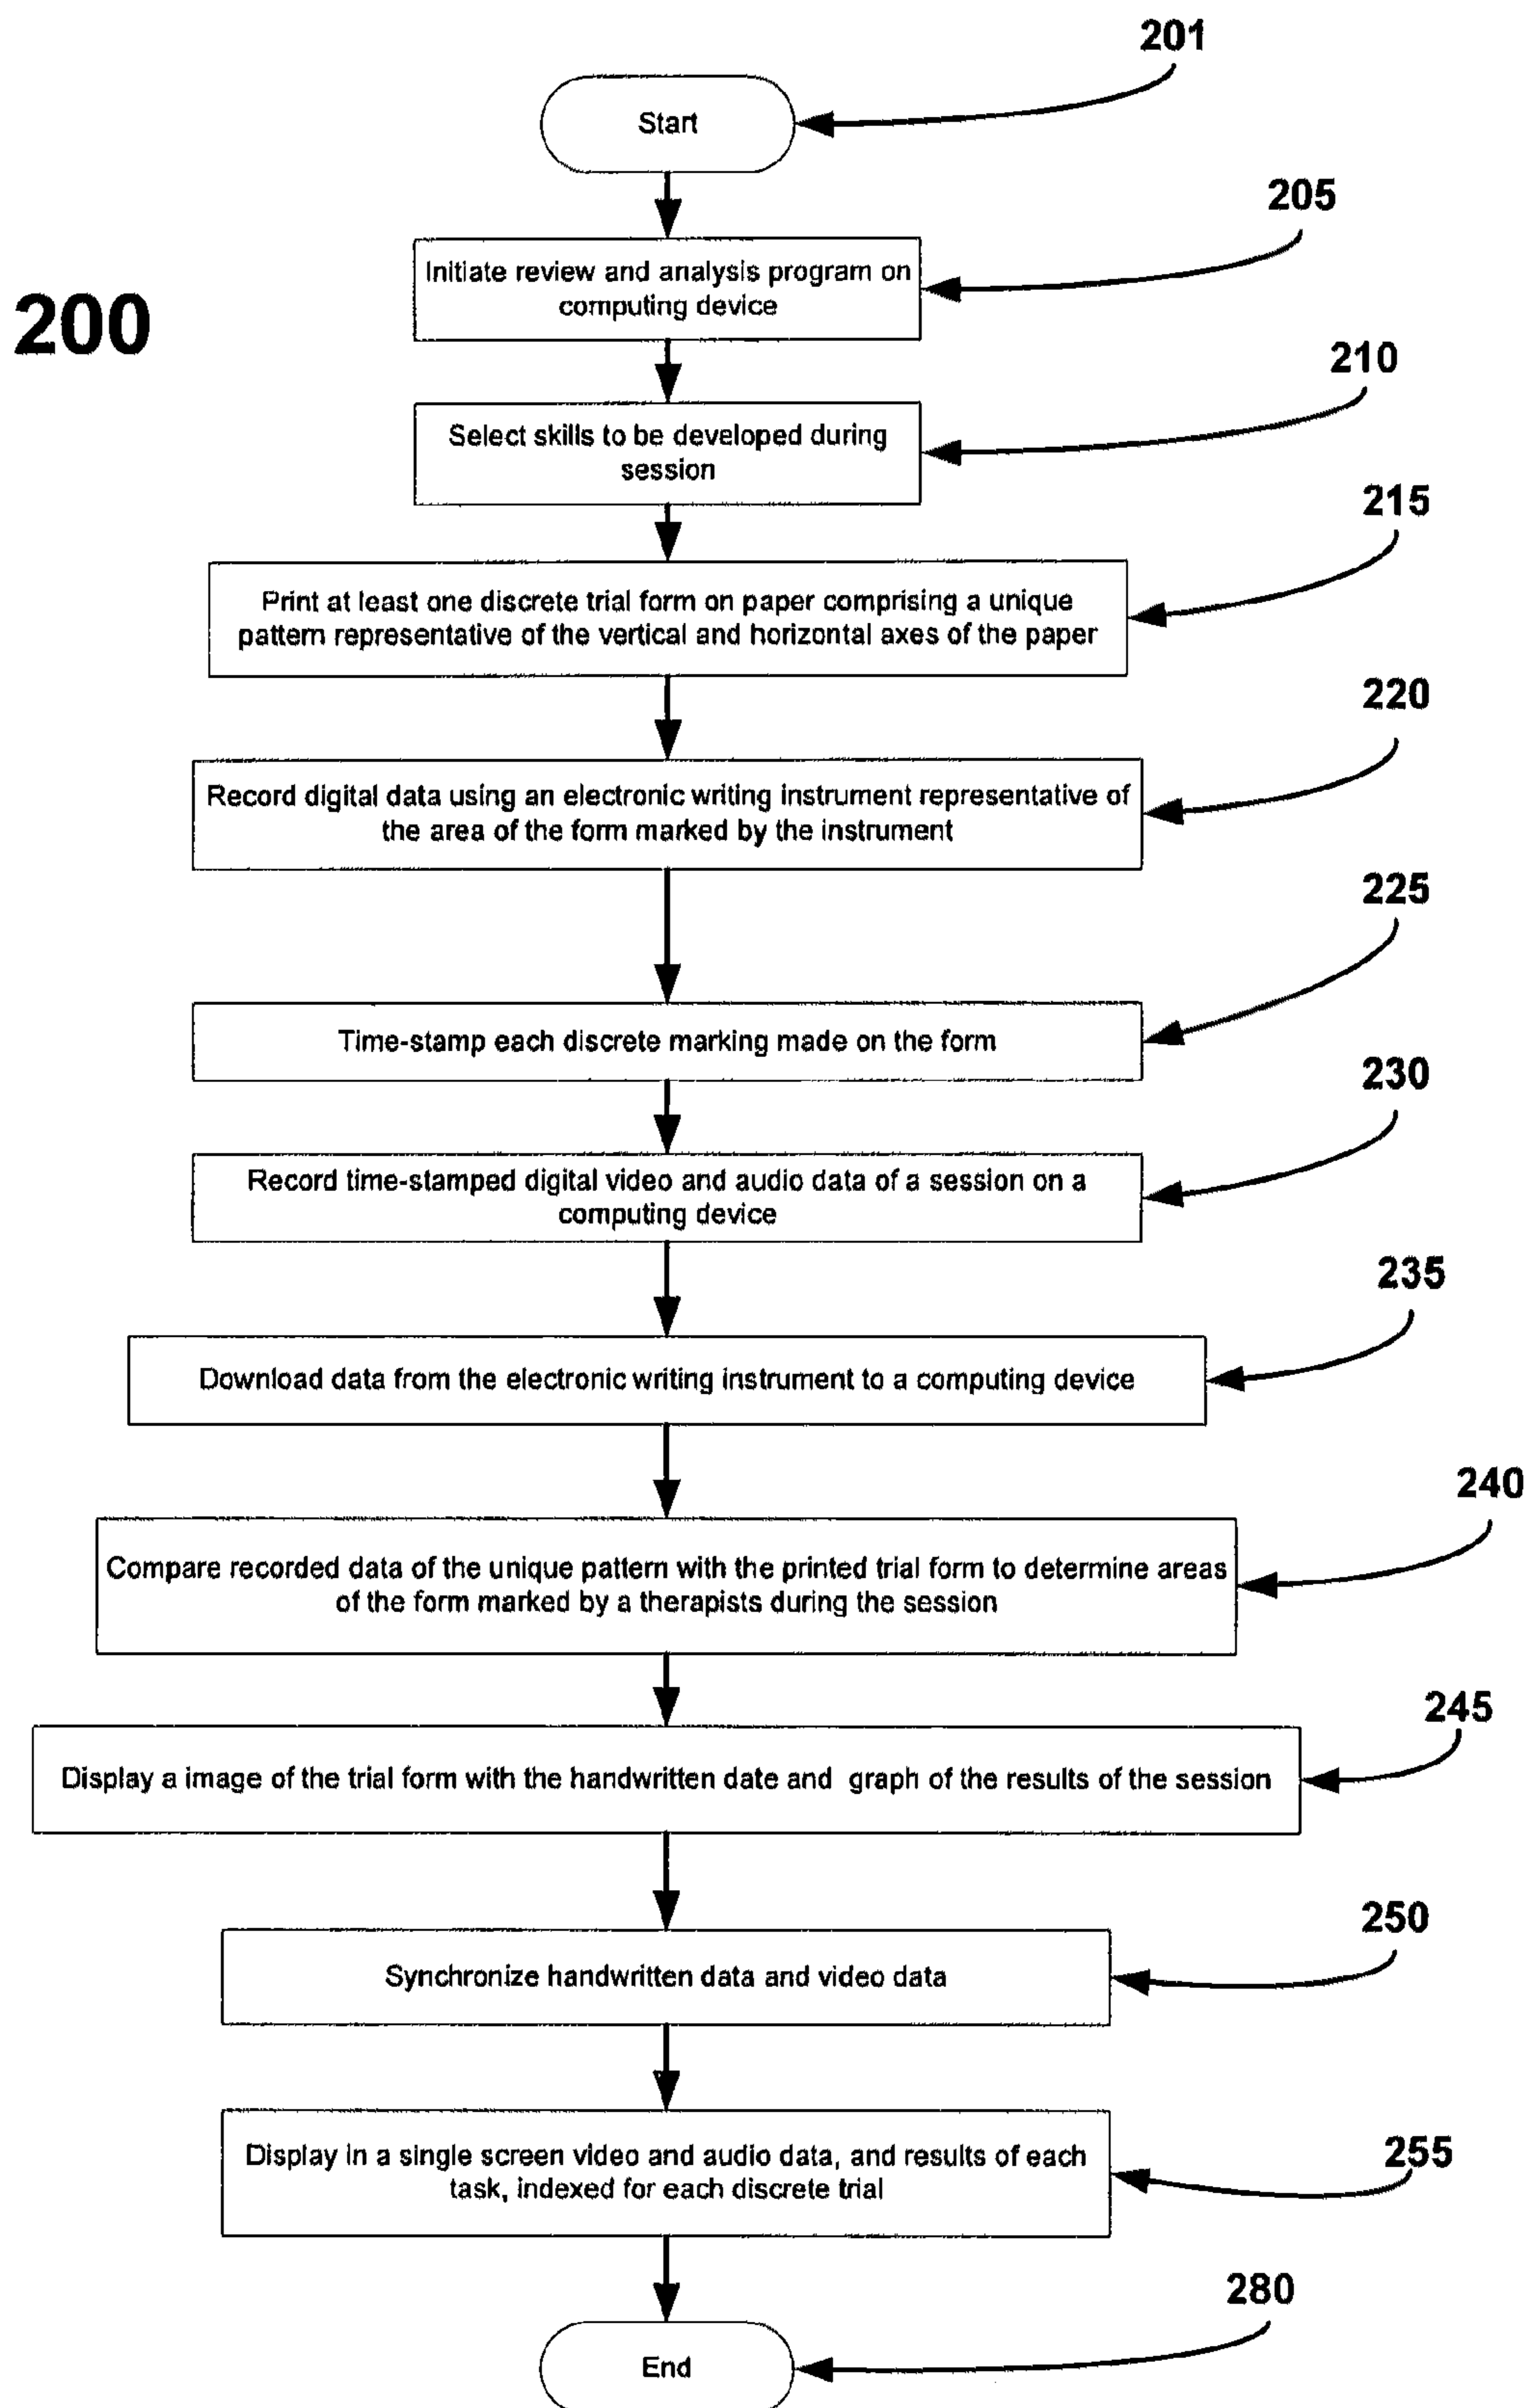 201
Start
205
Initiate review and analysis program on
computing device
200
210
Select skills to be developed during
session
215
Print at least one discrete trial form on paper comprising a unique
pattern representative of the vertical and horizontal axes of the paper
220
Record digital data using an electronic writing instrument representative of
the area of the form marked by the instrument
225
Time-stamp each discrete marking made on the form
230
Record time-stamped digital video and audio data of a session on a
computing device
235
Download data from the electronic writing instrument to a computing device
240
Compare recorded data of the unique pattern with the printed trial form to determine areas
of the form marked by a therapists during the session
245
Display a image of the trial form with the handwritten date and graph of the results of the session
250
Synchronize handwritten data and video data
255
Display in a single screen video and audio data, and results of each
task, indexed for each discrete trial
280
End